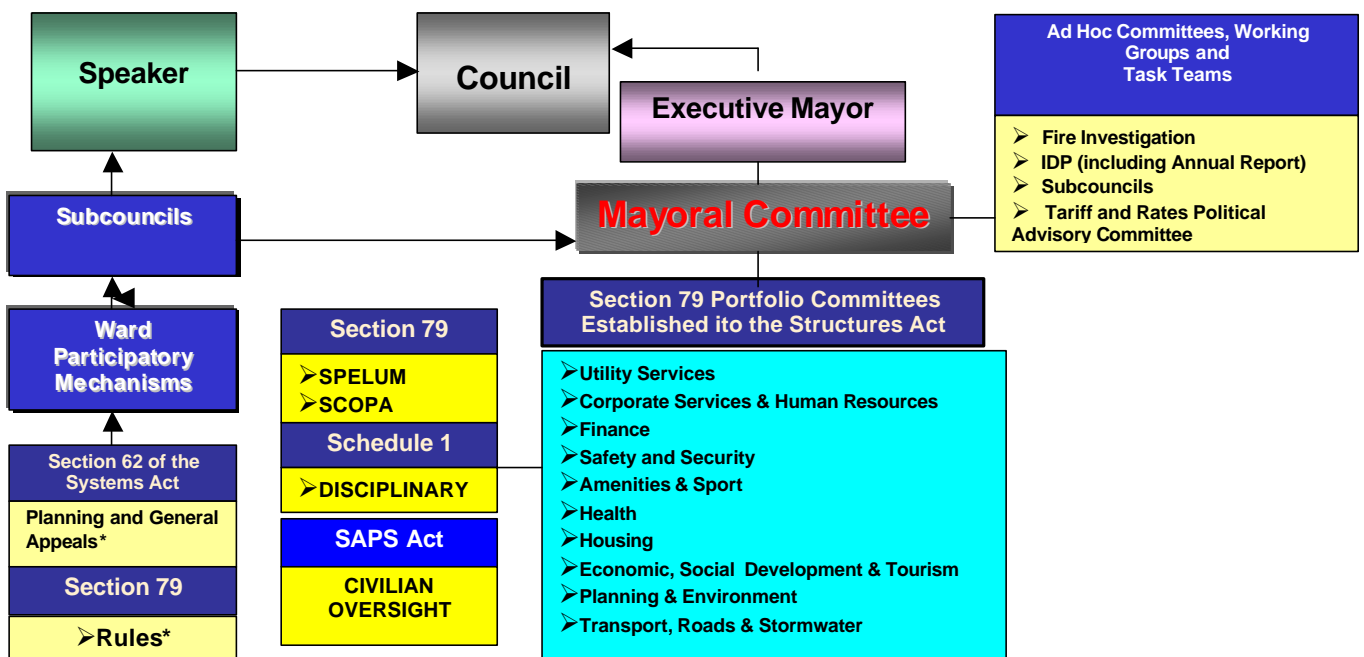 Speaker
Council
Executive Mayor
Ad Hoc Committees, Working
Groups and
Task Teams
➢ Fire Investigation
➢ IDP (including Annual Report)
➢ Subcouncils
➢ Tariff and Rates Political
Advisory Committee
Subcouncils
Mayoral Committee
Ward
Participatory
Mechanisms
Section 62 of the
Systems Act
Planning and General
Appeals*
Section 79
➢Rules*
Section 79
➢SPELUM
➢SCOPA
Schedule 1
➢DISCIPLINARY
SAPS Act
CIVILIAN
OVERSIGHT
Section 79 Portfolio Committees
Established ito the Structures Act
➢Utility Services
➢Corporate Services & Human Resources
➢Finance
➢Safety and Security
➢Amenities & Sport
➢Health
➢Housing
➢Economic, Social Development & Tourism
➢Planning & Environment
➢Transport, Roads & Stormwater